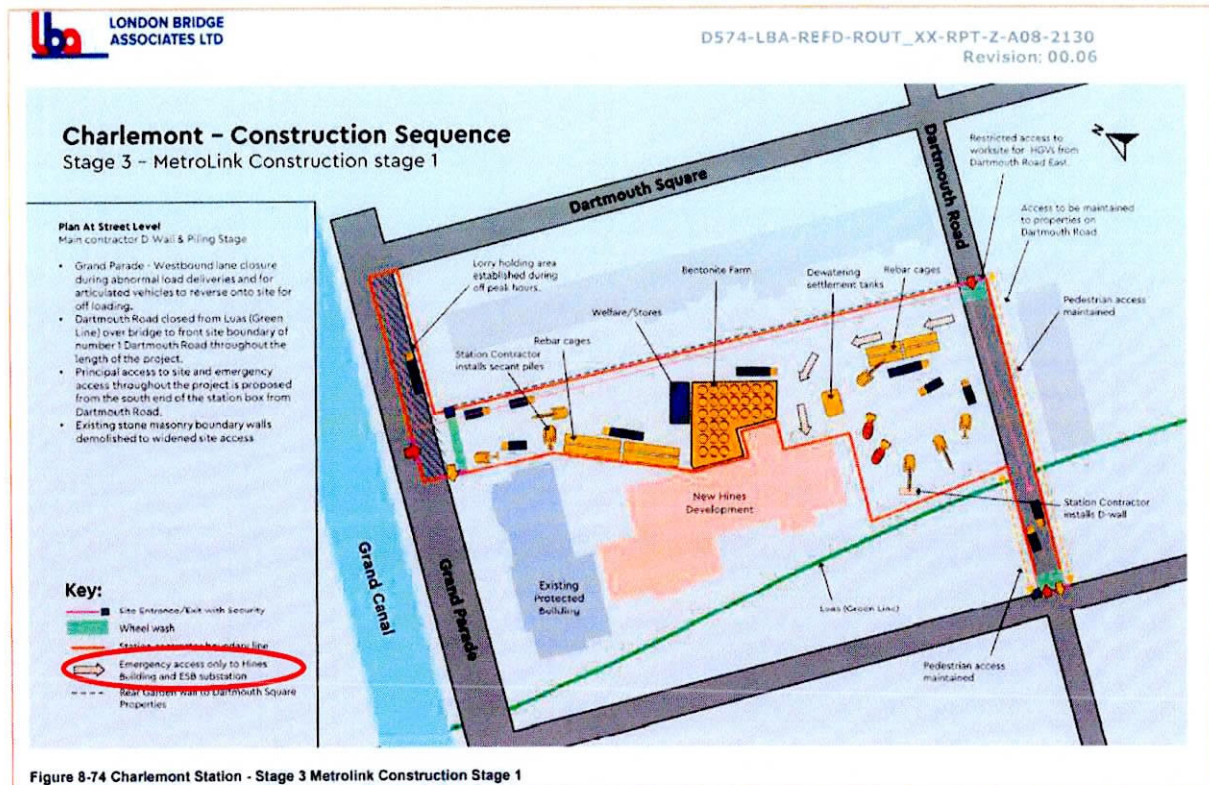 lba LONDON BRIDGE
ASSOCIATES LTD
D574-LBA-REFD-ROUT_XX-RPT-Z-A08-2130
Revision: 00.06
Charlemont – Construction Sequence
Stage 3 – MetroLink Construction stage 1
Plan At Street Level
Main contractor D Wall & Piling Stage
• Grand Parade - Westbound lane closure
during abnormal load deliveries and for
articulated vehicles to reverse onto site for
off loading.
• Dartmouth Road closed from Luas (Green
Line) over bridge to front site boundary of
number 1 Dartmouth Road throughout the
length of the project.
• Principal access to site and emergency
access throughout the project is proposed
from the south end of the station box from
Dartmouth Road.
• Existing stone masonry boundary walls
demolished to widened site access
Key:
Site Entrance/Exit with Security
Wheel wash
Station contractor boundary line
Emergency access only to Hines
Building and ESB substation
Rear Garden wall to Dartmouth Square
Properties
Dartmouth Square
Dartmouth Road
N
Restricted access to
worksite for HGVs from
Dartmouth Road East.
Access to be maintained
to properties on
Dartmouth Road
Pedestrian access
maintained
Lorry holding area
established during
off peak hours.
Bentonite Farm
Dewatering
settlement tanks
Rebar cages
Welfare/Stores
Rebar cages
Station Contractor
installs secant piles
New Hines
Development
Station Contractor
installs D-wall
Existing
Protected
Building
Luas (Green Line)
Pedestrian access
maintained
Grand Canal
Grand Parade
Figure 8-74 Charlemont Station - Stage 3 Metrolink Construction Stage 1